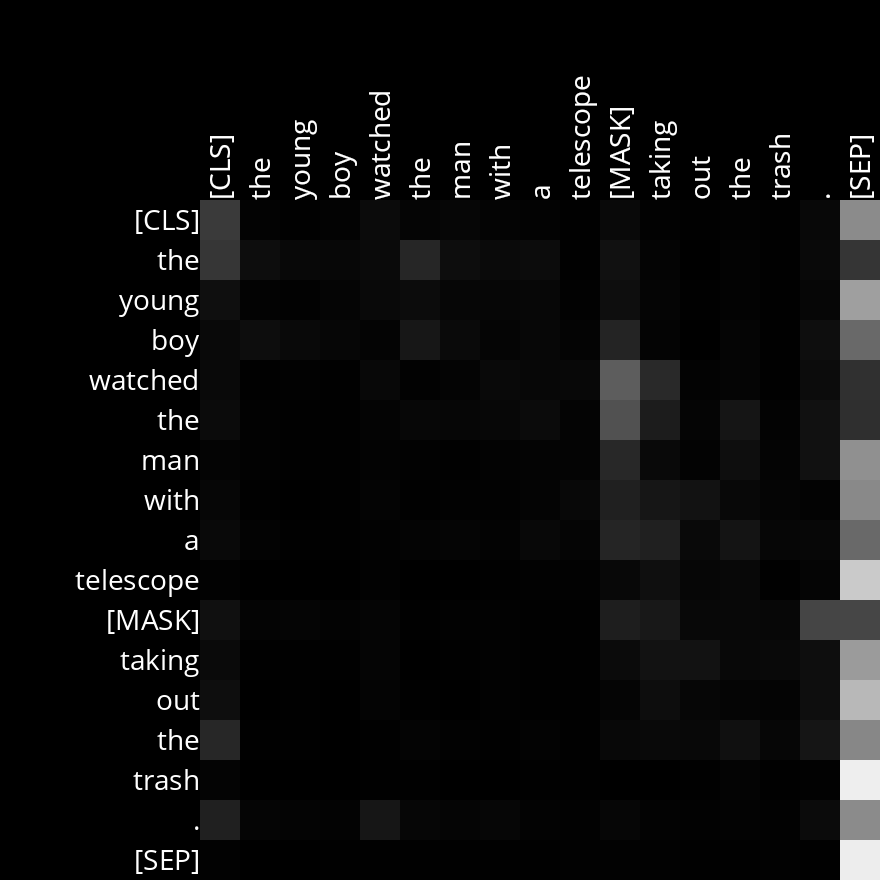 [CLS] the young boy watched the man with a telescope [MASK] taking out the trash . [SEP]
[CLS]
the
young
boy
watched
the
man
with
a
telescope
[MASK]
taking
out
the
trash
.
[SEP]